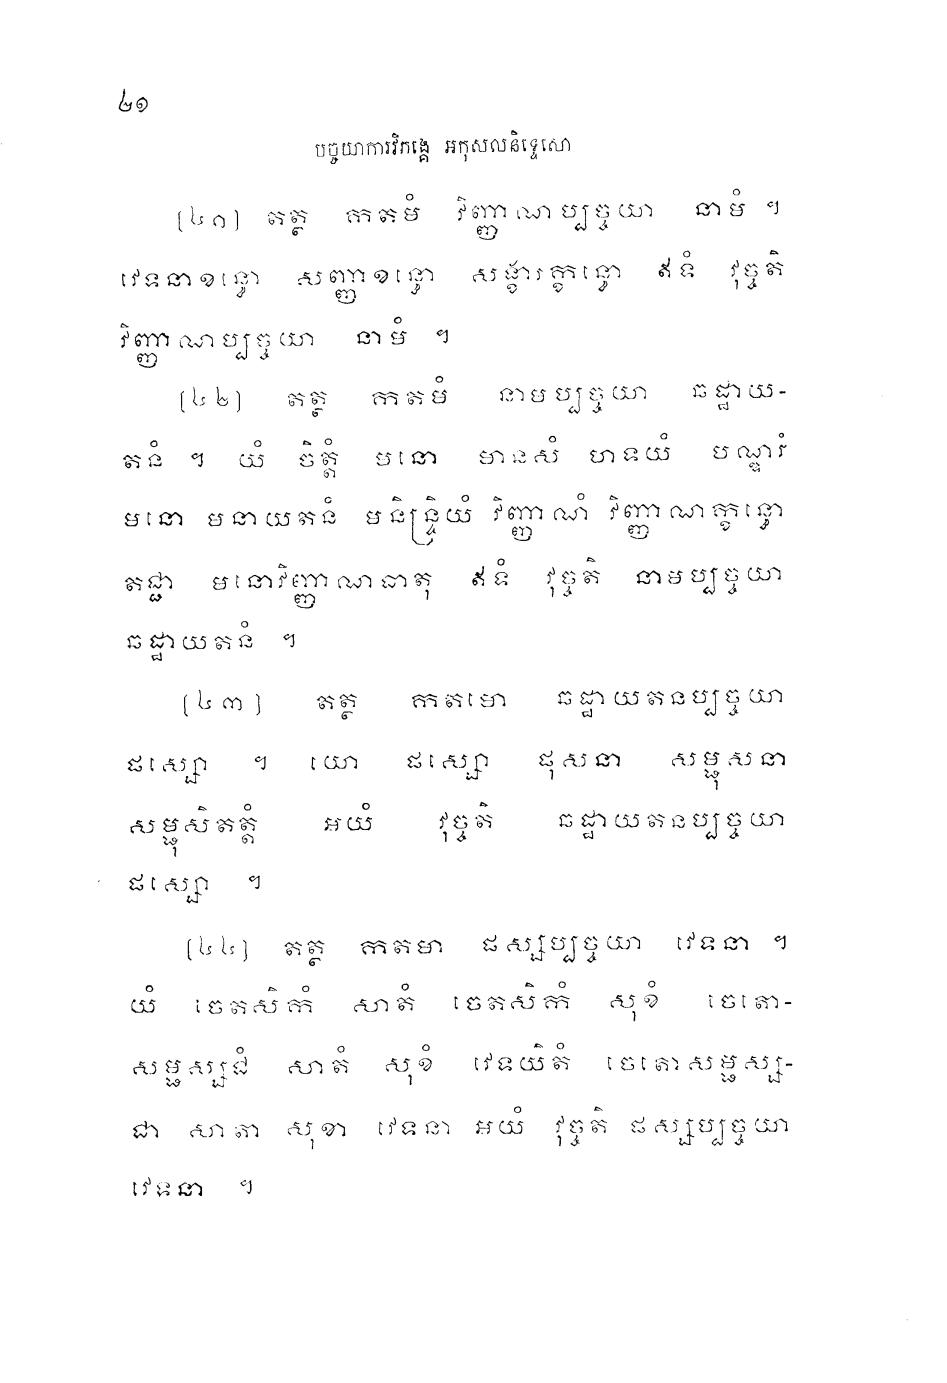 ៤១
បច្ចយាការវិភង្គេ អកុសលនិទ្ទេសោ
(៤១) តត្ថ កតមំ វិញ្ញាណប្បច្ចយា នាមំ ។
វេទនាខន្ធោ សញ្ញាខន្ធោ សង្ខារក្ខន្ធោ ឥទំ វុច្ចតិ
វិញ្ញាណប្បច្ចយា នាមំ ។
(៤២) តត្ថ កតមំ នាមប្បច្ចយា ឆដ្ឋាយ-
តនំ ។ យំ ចិត្តំ មនោ មានសំ ហទយំ បណ្ឌរំ
មនោ មនាយតនំ មនិន្ទ្រិយំ វិញ្ញាណំ វិញ្ញាណក្ខន្ធោ
តជ្ជា មនោវិញ្ញាណធាតុ ឥទំ វុច្ចតិ នាមប្បច្ចយា
ឆដ្ឋាយតនំ ។
(៤៣) តត្ថ កតមោ ឆដ្ឋាយតនប្បច្ចយា
ផស្សោ ។ យោ ផស្សោ ផុសនា សម្ផុសនា
សម្ផុសិតត្តំ អយំ វុច្ចតិ ឆដ្ឋាយតនប្បច្ចយា
ផស្សោ ។
(៤៤) តត្ថ កតមា ផស្សប្បច្ចយា វេទនា ។
យំ ចេតសិកំ សាតំ ចេតសិកំ សុខំ ចេតោ-
សម្ផស្សជំ សាតំ សុខំ វេទយិតំ ចេតោសម្ផស្ស-
ជា សាតា សុខា វេទនា អយំ វុច្ចតិ ផស្សប្បច្ចយា
វេទនា ។